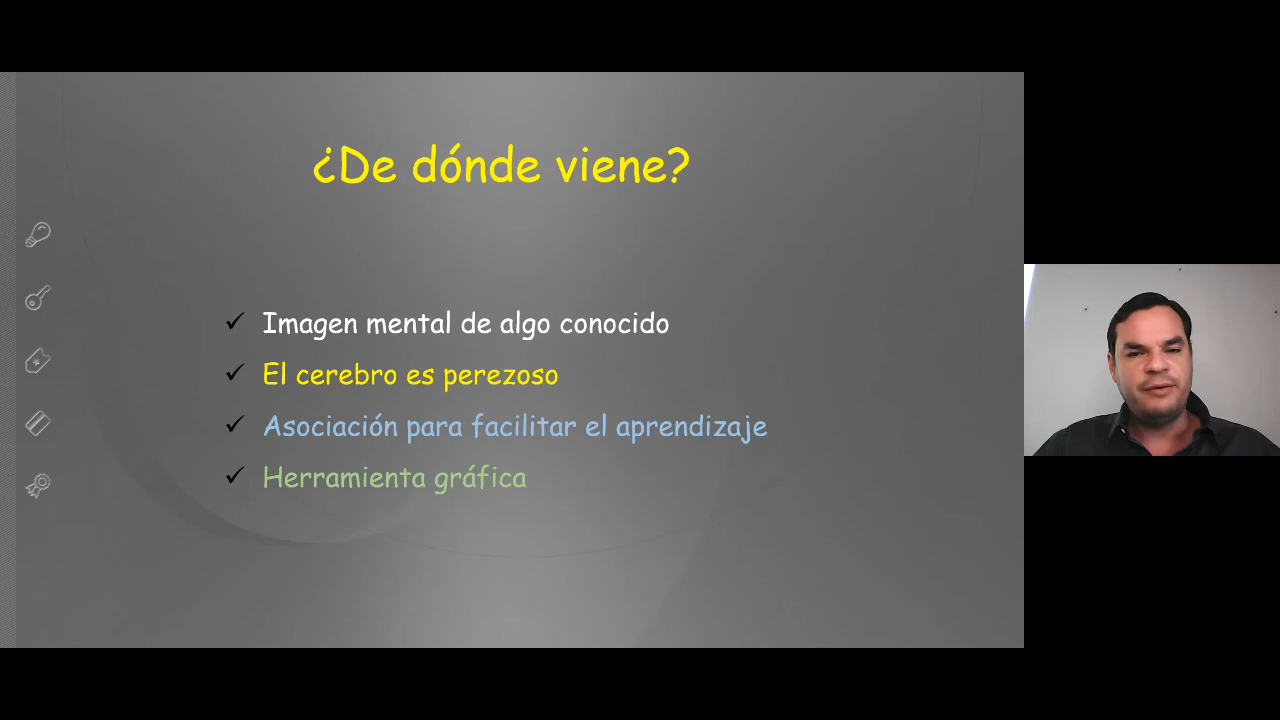 ¿De dónde viene?
Imagen mental de algo conocido
El cerebro es perezoso
Asociación para facilitar el aprendizaje
Herramienta gráfica